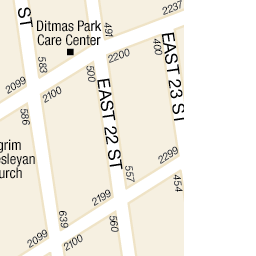 ST
Ditmas Park
Care Center
2237
491
400
EAST 23 ST
583
500
2200
2099
2100
586
EAST 22 ST
grim
esleyan
urch
2299
557
454
2199
639
560
2099
2100